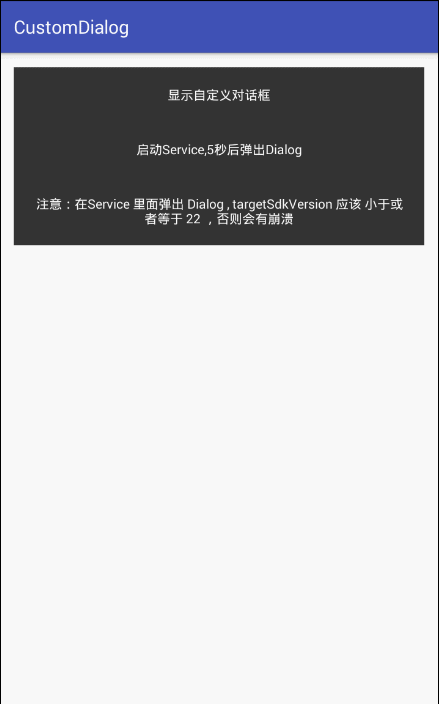 CustomDialog
显示自定义对话框
启动Service,5秒后弹出Dialog
注意：在Service 里面弹出 Dialog , targetSdkVersion 应该 小于或
者等于 22 ，否则会有崩溃